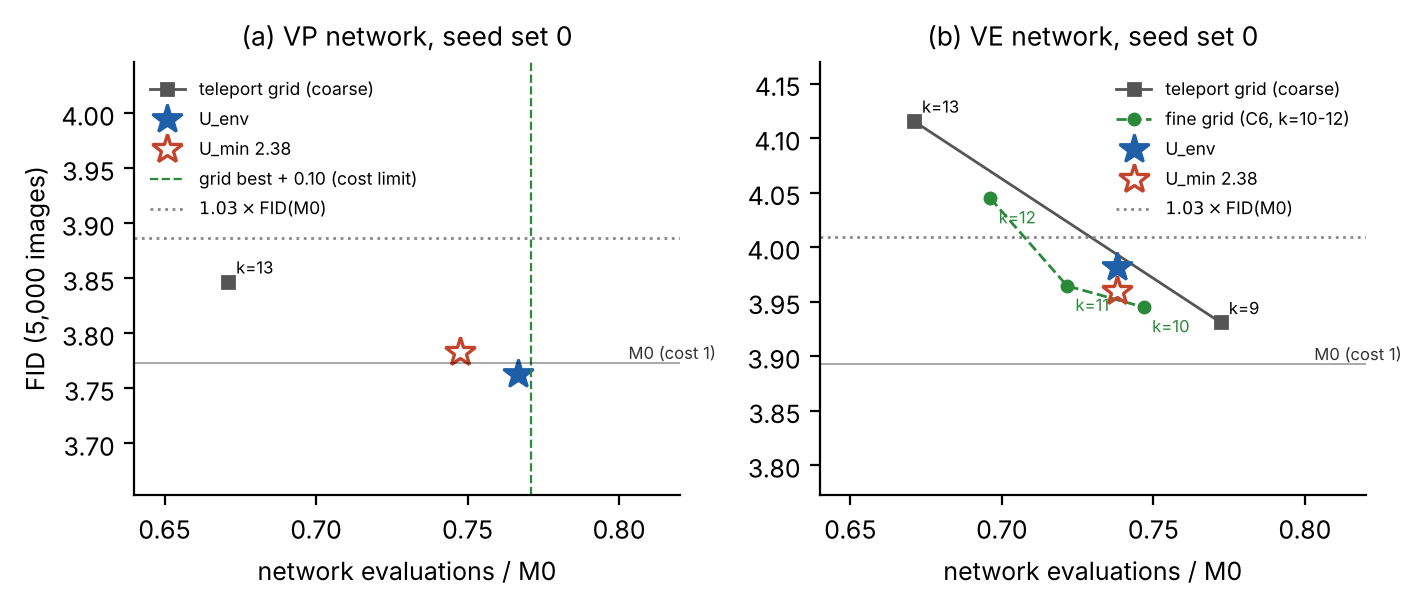 (a) VP network, seed set 0
teleport grid (coarse)
U_env
U_min 2.38
grid best + 0.10 (cost limit)
1.03 × FID(M0)
k=13
M0 (cost 1)
FID (5,000 images)
4.00
3.95
3.90
3.85
3.80
3.75
3.70
0.65
0.70
0.75
0.80
network evaluations / M0
(b) VE network, seed set 0
teleport grid (coarse)
fine grid (C6, k=10-12)
U_env
U_min 2.38
1.03 × FID(M0)
k=13
k=12
k=11
k=10
k=9
M0 (cost 1)
4.15
4.10
4.05
4.00
3.95
3.90
3.85
3.80
0.65
0.70
0.75
0.80
network evaluations / M0